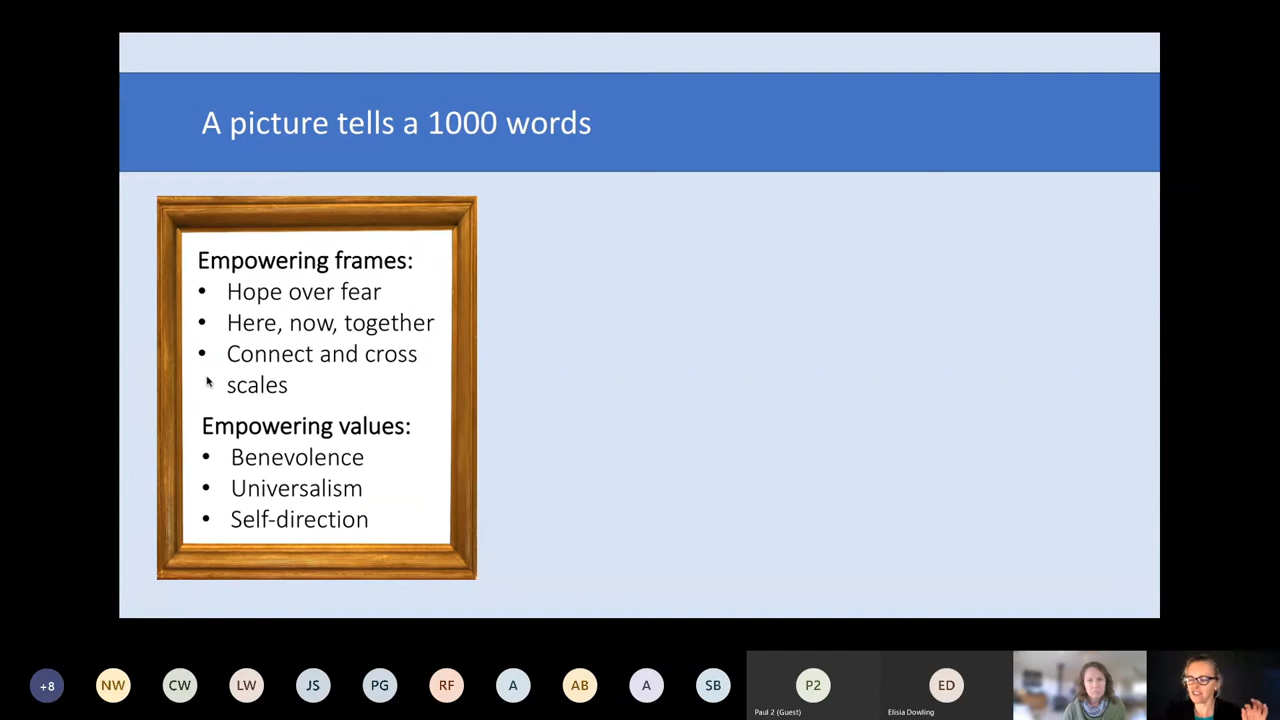 A picture tells a 1000 words
Empowering frames:
• Hope over fear
• Here, now, together
• Connect and cross
scales
Empowering values:
• Benevolence
• Universalism
• Self-direction
+8
NW
CW
LW
JS
PG
RF
A
AB
A
SB
P2
Paul 2 (Guest)
ED
Elisia Dowling